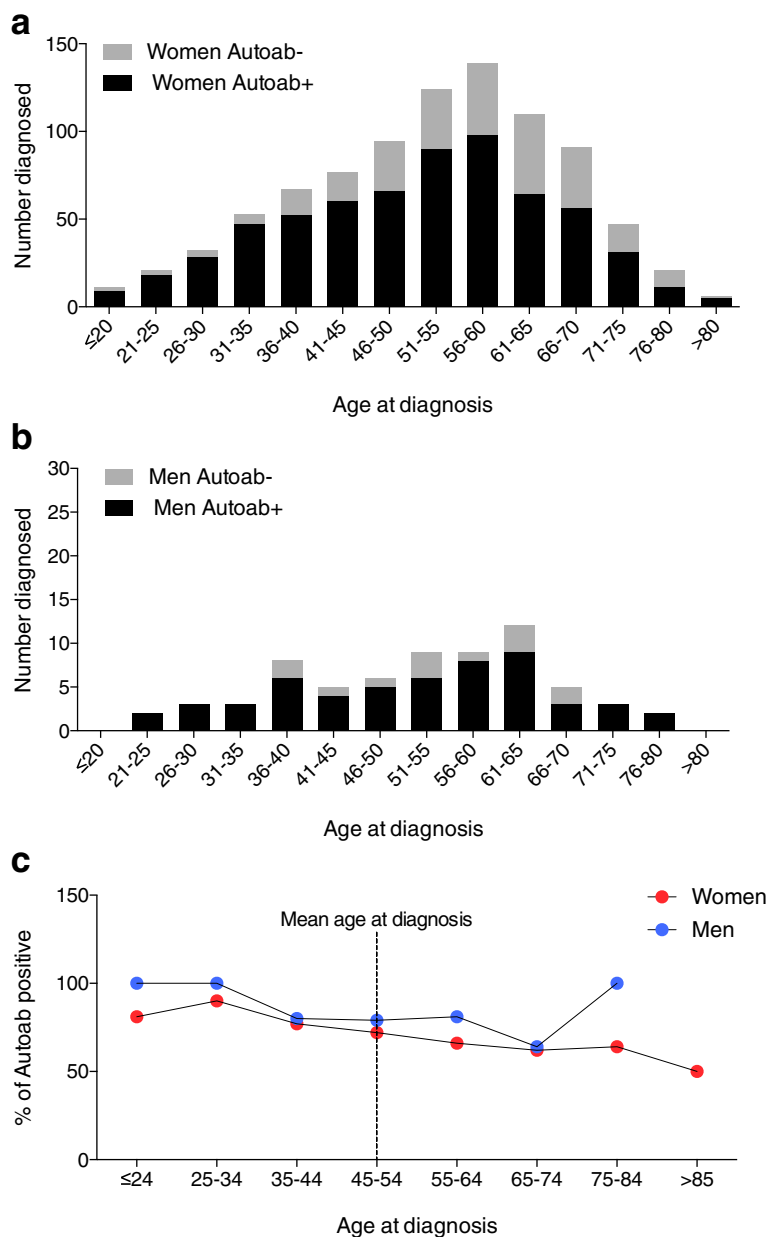 a
150
100
50
0
Number diagnosed
Women Autoab-
Women Autoab+
≤20 21-25 26-30 31-35 36-40 41-45 46-50 51-55 56-60 61-65 66-70 71-75 76-80 >80
Age at diagnosis
b
30
25
20
15
10
5
0
Number diagnosed
Men Autoab-
Men Autoab+
≤20 21-25 26-30 31-35 36-40 41-45 46-50 51-55 56-60 61-65 66-70 71-75 76-80 >80
Age at diagnosis
c
150
100
50
0
% of Autoab positive
Mean age at diagnosis
Women
Men
≤24 25-34 35-44 45-54 55-64 65-74 75-84 >85
Age at diagnosis